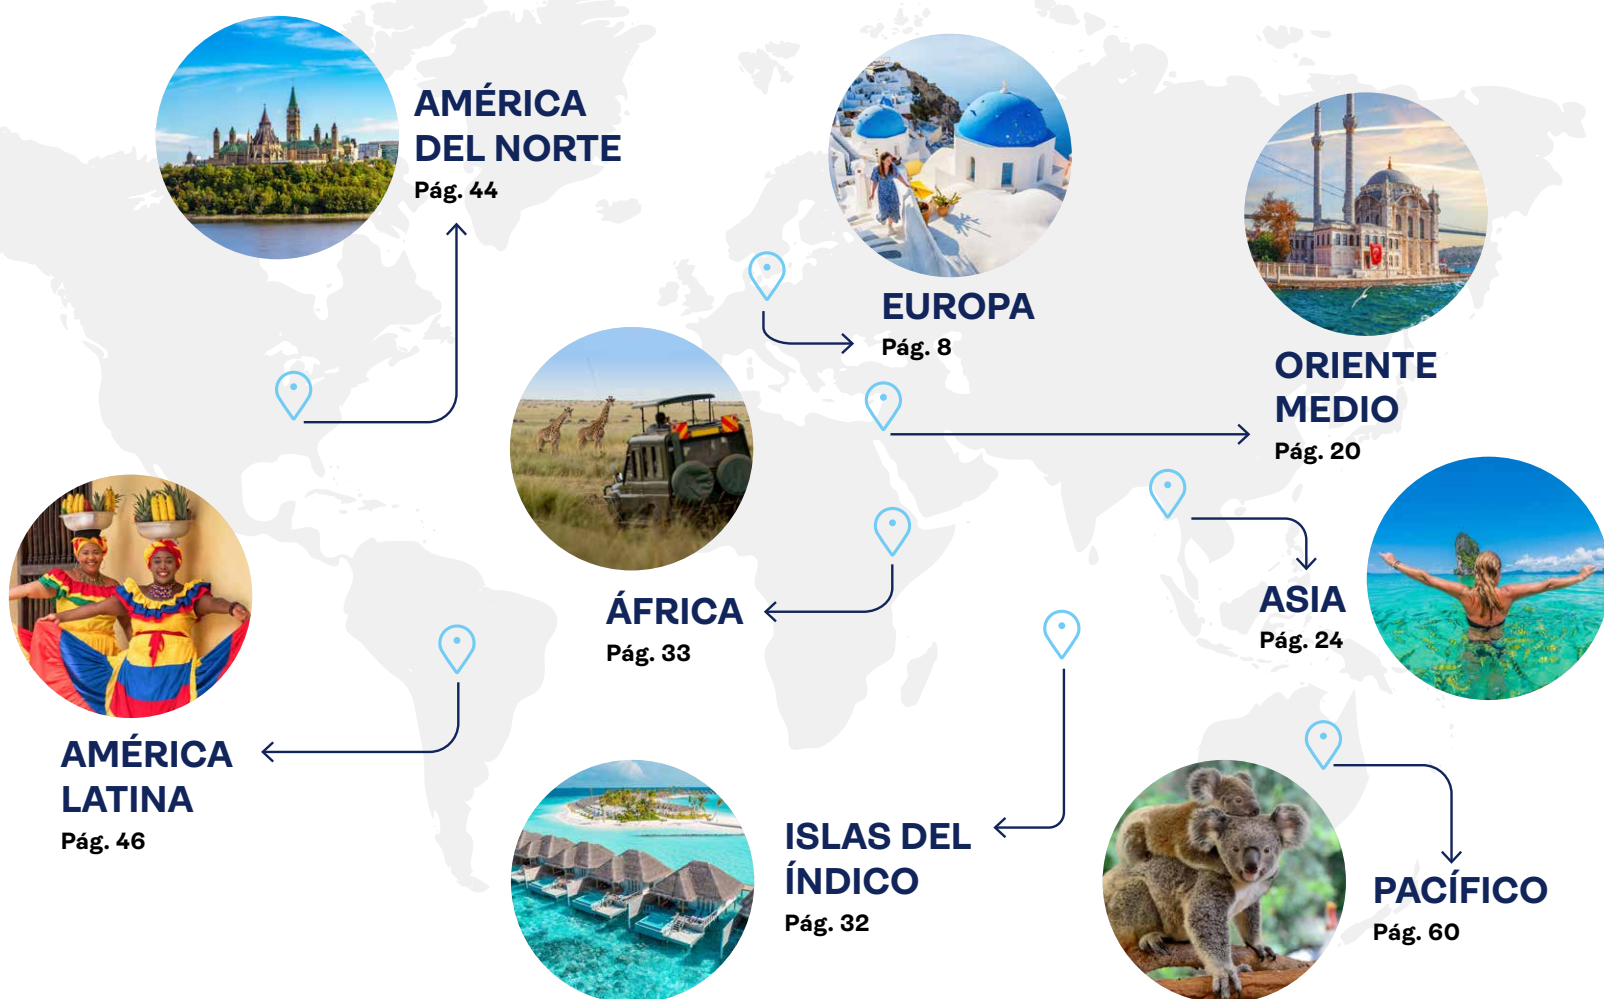 AMÉRICA
DEL NORTE
Pág. 44
EUROPA
Pág. 8
ORIENTE
MEDIO
Pág. 20
ÁFRICA
Pág. 33
ASIA
Pág. 24
AMÉRICA
LATINA
Pág. 46
ISLAS DEL
ÍNDICO
Pág. 32
PACÍFICO
Pág. 60